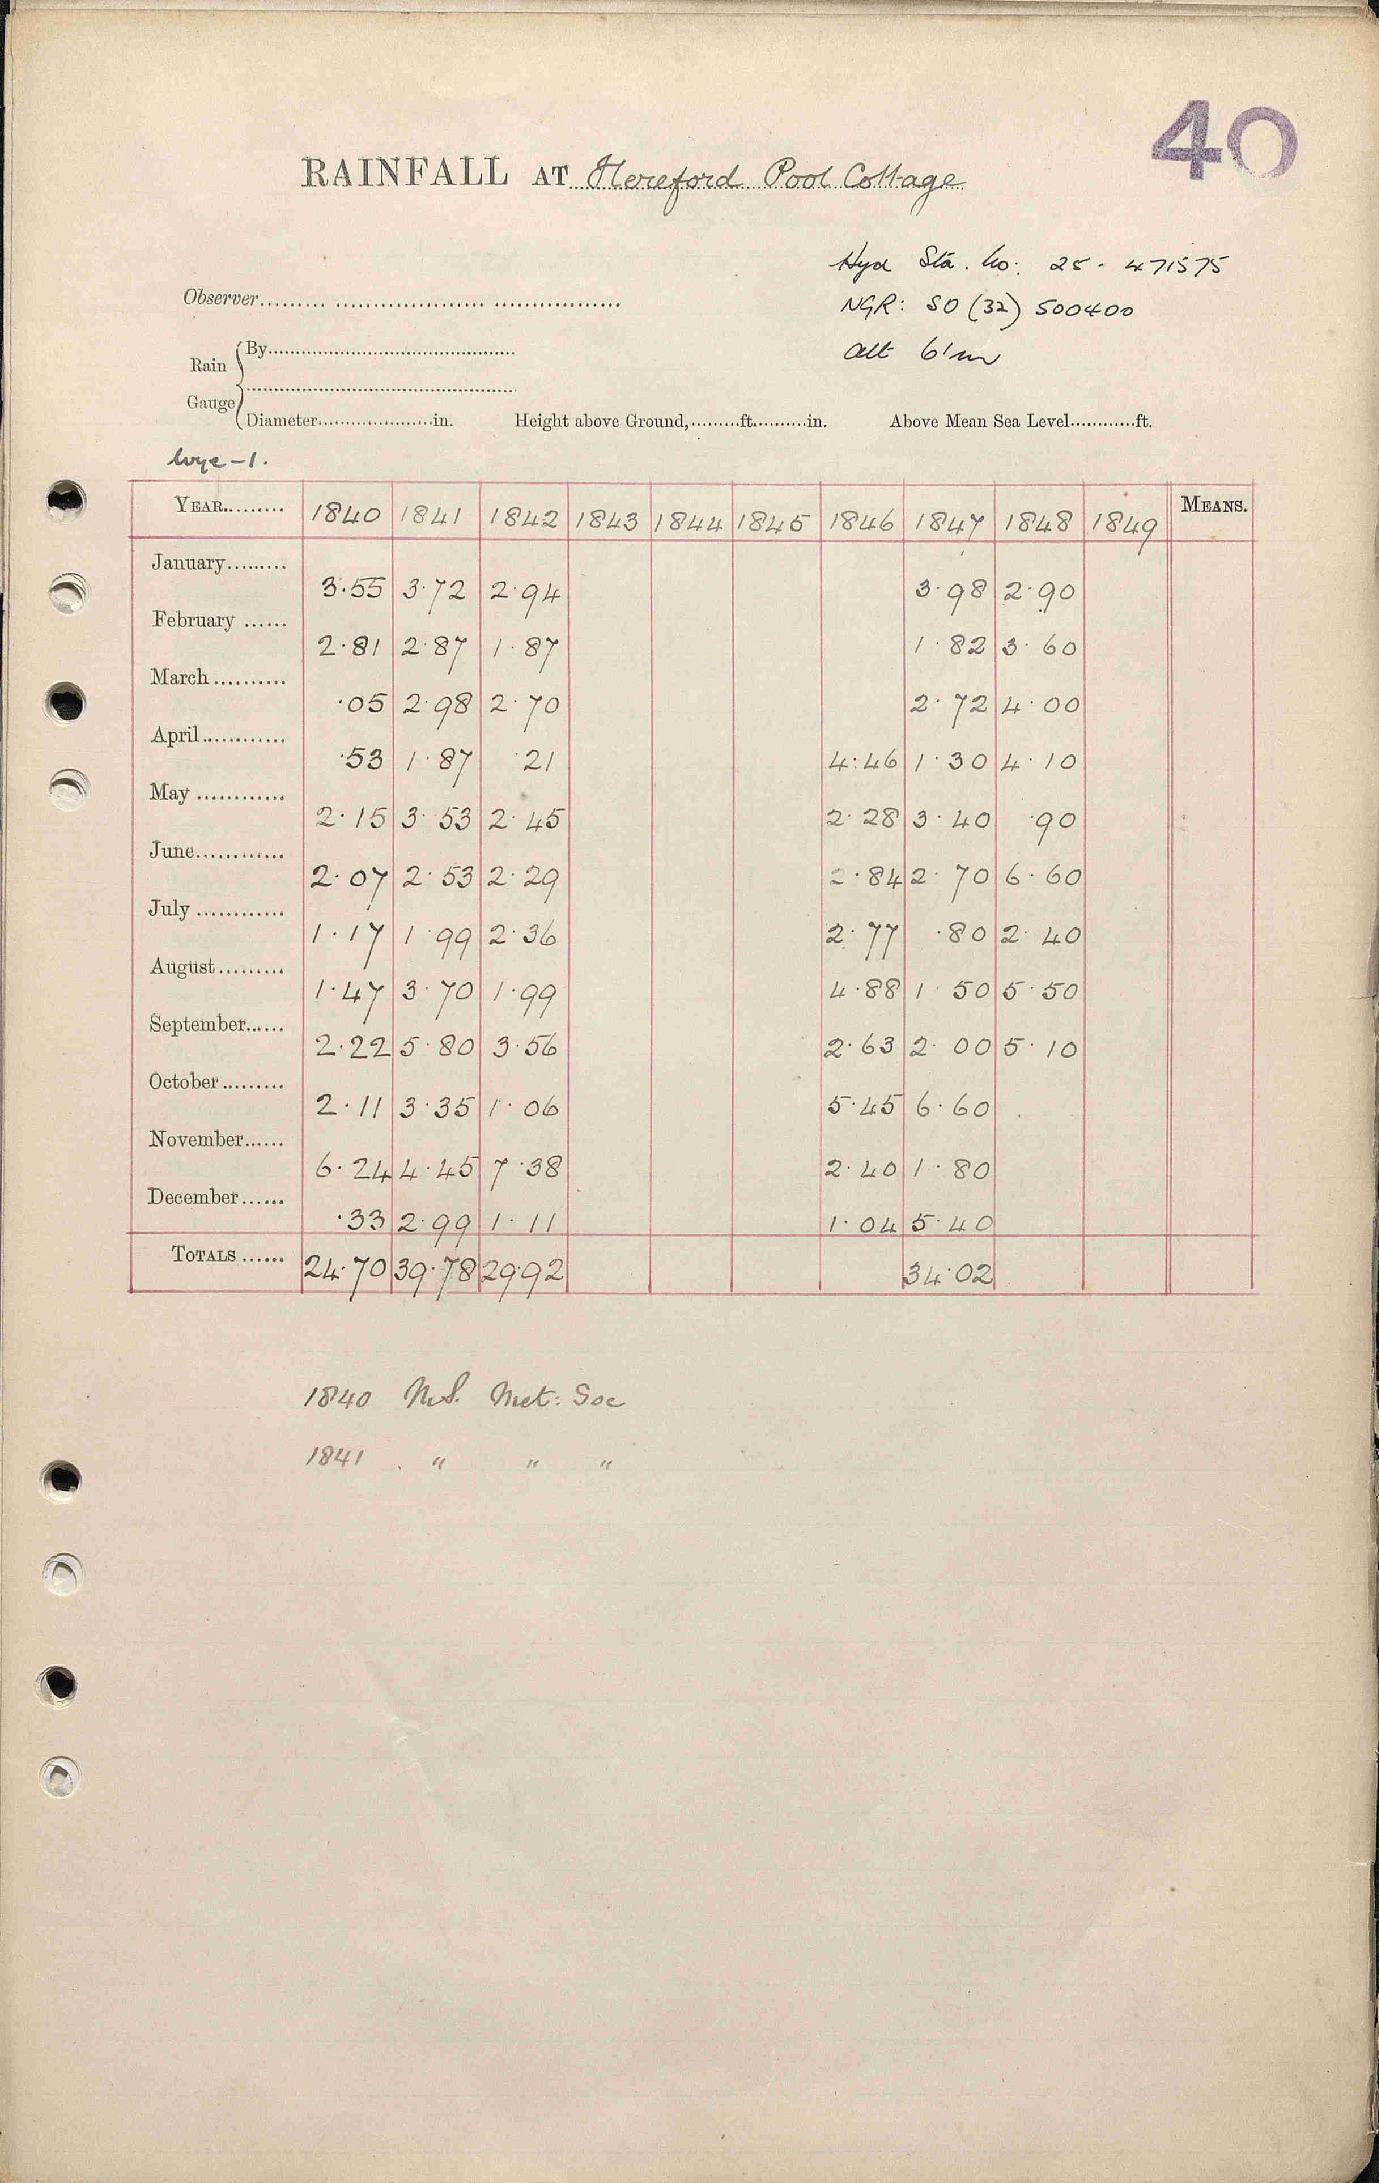 40
RAINFALL AT Hereford Pool Cottage
Hyd Sta. No: 25 - 471575
Observer
NGR: SO (32) 500400
Rain Gauge
By
Alt 61m
Diameter in. Height above Ground, ft. in. Above Mean Sea Level ft.
Wye-1.
YEAR 1840 1841 1842 1843 1844 1845 1846 1847 1848 1849 MEANS.
January 3.55 3.72 2.94 3.98 2.90
February 2.81 2.87 1.87 1.82 3.60
March .05 2.98 2.70 2.72 4.00
April .53 1.87 .21 4.46 1.30 4.10
May 2.15 3.53 2.45 2.28 3.40 .90
June 2.07 2.53 2.29 2.84 2.70 6.60
July 1.17 1.99 2.36 2.77 .80 2.40
August 1.47 3.70 1.99 4.88 1.50 5.50
September 2.22 5.80 3.56 2.63 2.00 5.10
October 2.11 3.35 1.06 5.45 6.60
November 6.24 4.45 7.38 2.40 1.80
December .33 2.99 1.11 1.04 5.40
TOTALS 24.70 39.78 29.92 34.02
1840 MS. Met: Soc
1841 . " " "